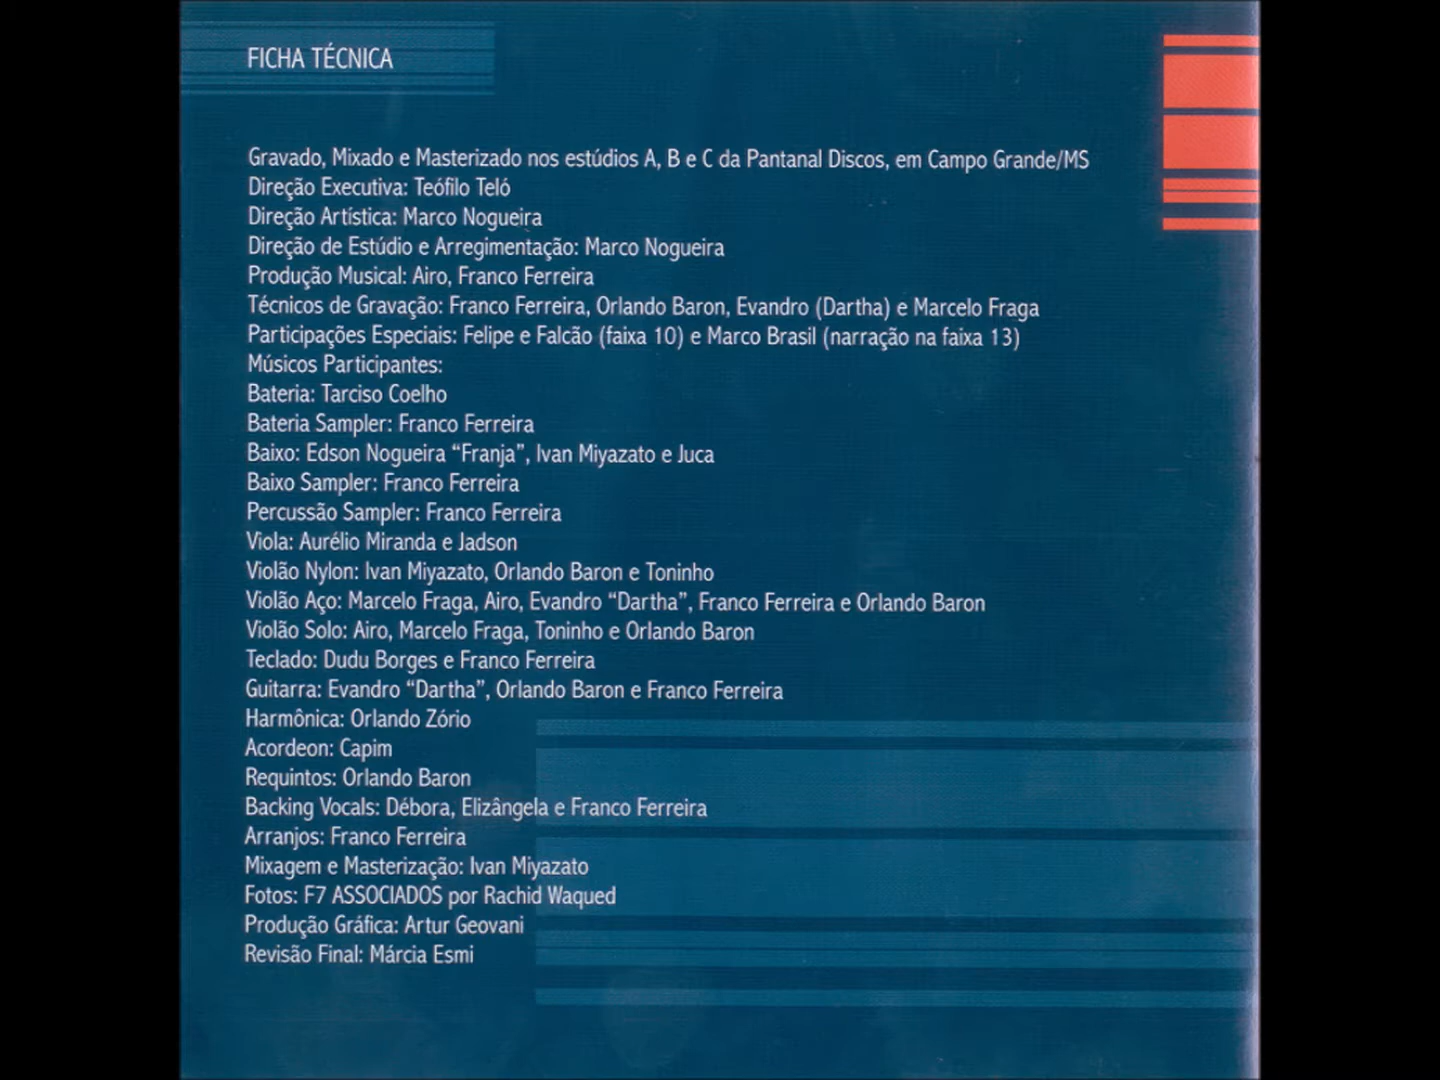 FICHA TÉCNICA
Gravado, Mixado e Masterizado nos estúdios A, B e C da Pantanal Discos, em Campo Grande/MS
Direção Executiva: Teófilo Teló
Direção Artística: Marco Nogueira
Direção de Estúdio e Arregimentação: Marco Nogueira
Produção Musical: Airo, Franco Ferreira
Técnicos de Gravação: Franco Ferreira, Orlando Baron, Evandro (Dartha) e Marcelo Fraga
Participações Especiais: Felipe e Falcão (faixa 10) e Marco Brasil (narração na faixa 13)
Músicos Participantes:
Bateria: Tarciso Coelho
Bateria Sampler: Franco Ferreira
Baixo: Edson Nogueira “Franja”, Ivan Miyazato e Juca
Baixo Sampler: Franco Ferreira
Percussão Sampler: Franco Ferreira
Viola: Aurélio Miranda e Jadson
Violão Nylon: Ivan Miyazato, Orlando Baron e Toninho
Violão Aço: Marcelo Fraga, Airo, Evandro “Dartha”, Franco Ferreira e Orlando Baron
Violão Solo: Airo, Marcelo Fraga, Toninho e Orlando Baron
Teclado: Dudu Borges e Franco Ferreira
Guitarra: Evandro “Dartha”, Orlando Baron e Franco Ferreira
Harmônica: Orlando Zório
Acordeon: Capim
Requintos: Orlando Baron
Backing Vocals: Débora, Elizângela e Franco Ferreira
Arranjos: Franco Ferreira
Mixagem e Masterização: Ivan Miyazato
Fotos: F7 ASSOCIADOS por Rachid Waqued
Produção Gráfica: Artur Geovani
Revisão Final: Márcia Esmi